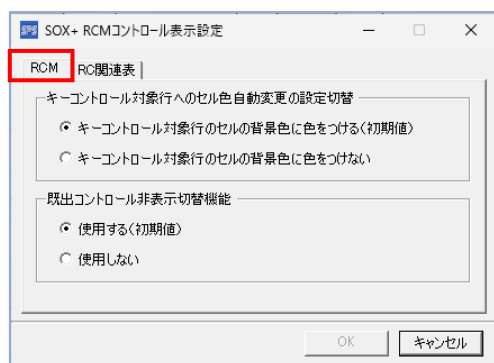 SPS SOX+ RCMコントロール表示設定
RCM RC関連表
キーコントロール対象行へのセル色自動変更の設定切替
キーコントロール対象行のセルの背景色に色をつける(初期値)
キーコントロール対象行のセルの背景色に色をつけない
既出コントロール非表示切替機能
使用する(初期値)
使用しない
OK キャンセル